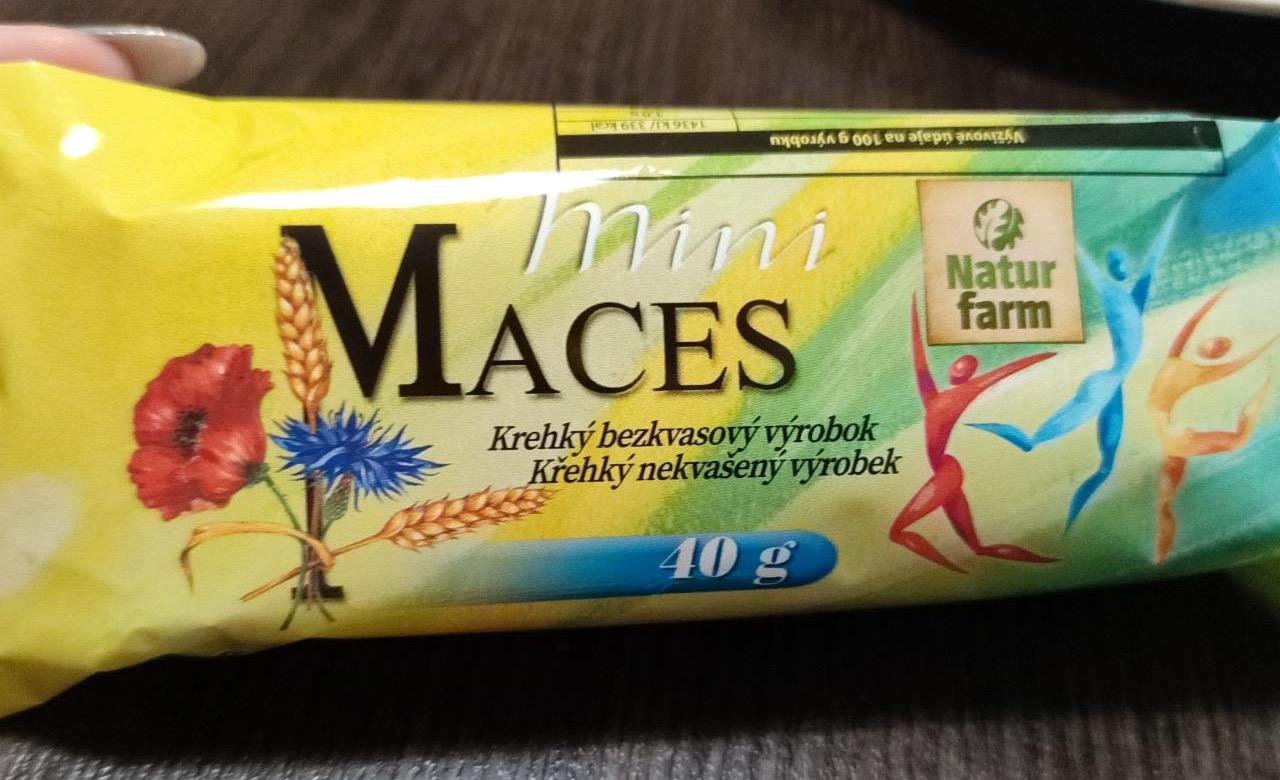 Výživové údaje na 100 g výrobku
1436 kJ / 339 kcal
mini
MACES
Natur
farm
Krehký bezkvasový výrobok
Křehký nekvašený výrobek
40 g